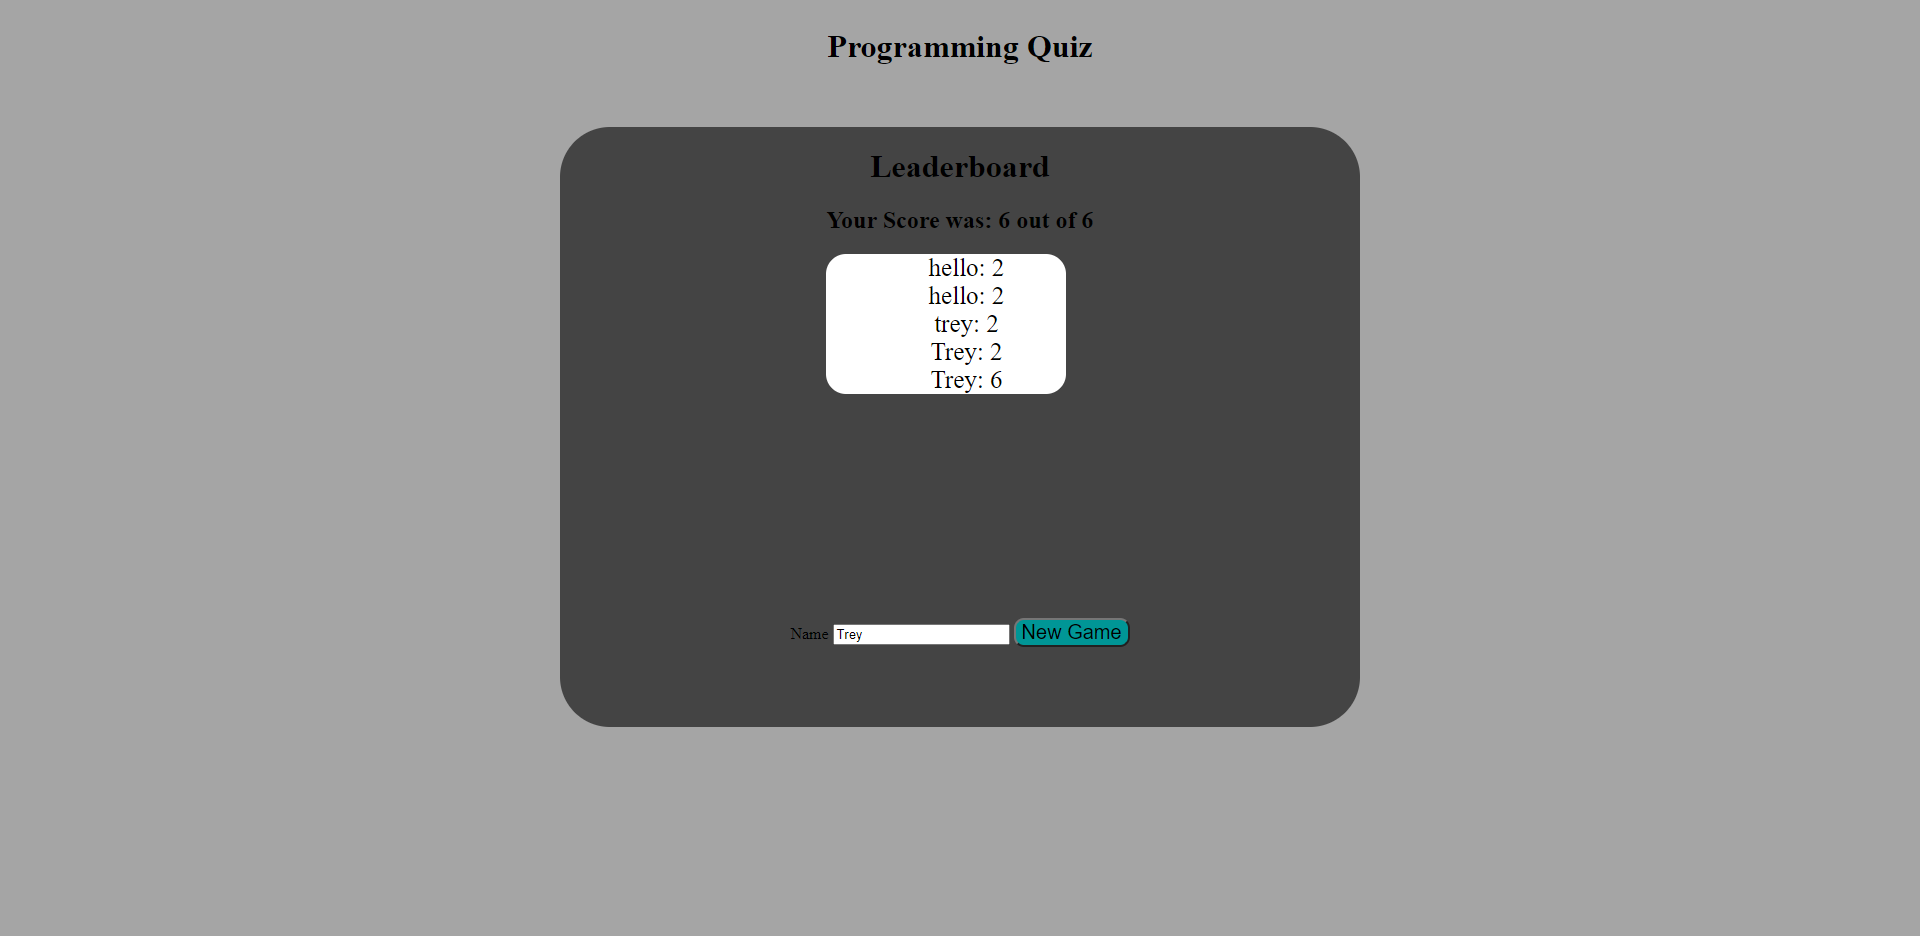 Programming Quiz
Leaderboard
Your Score was: 6 out of 6
hello: 2
hello: 2
trey: 2
Trey: 2
Trey: 6
Name Trey New Game